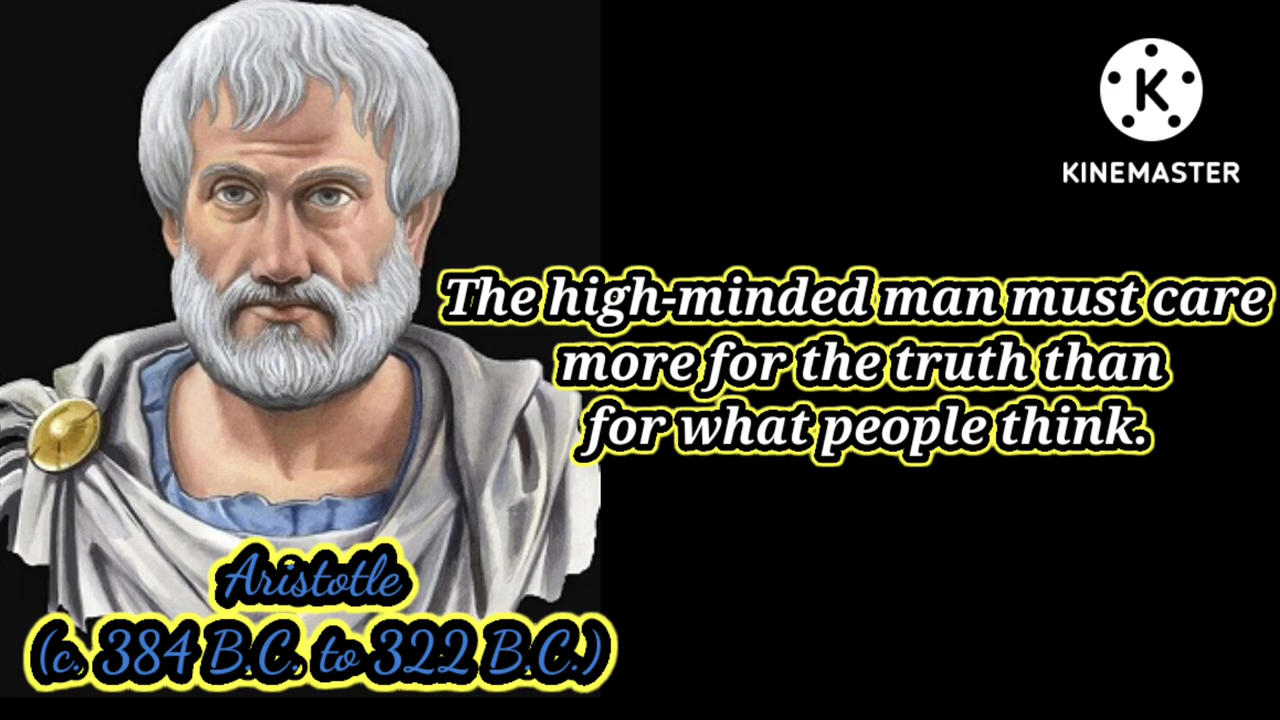 K
KINEMASTER
The high-minded man must care
more for the truth than
for what people think.
Aristotle
(c. 384 B.C. to 322 B.C.)